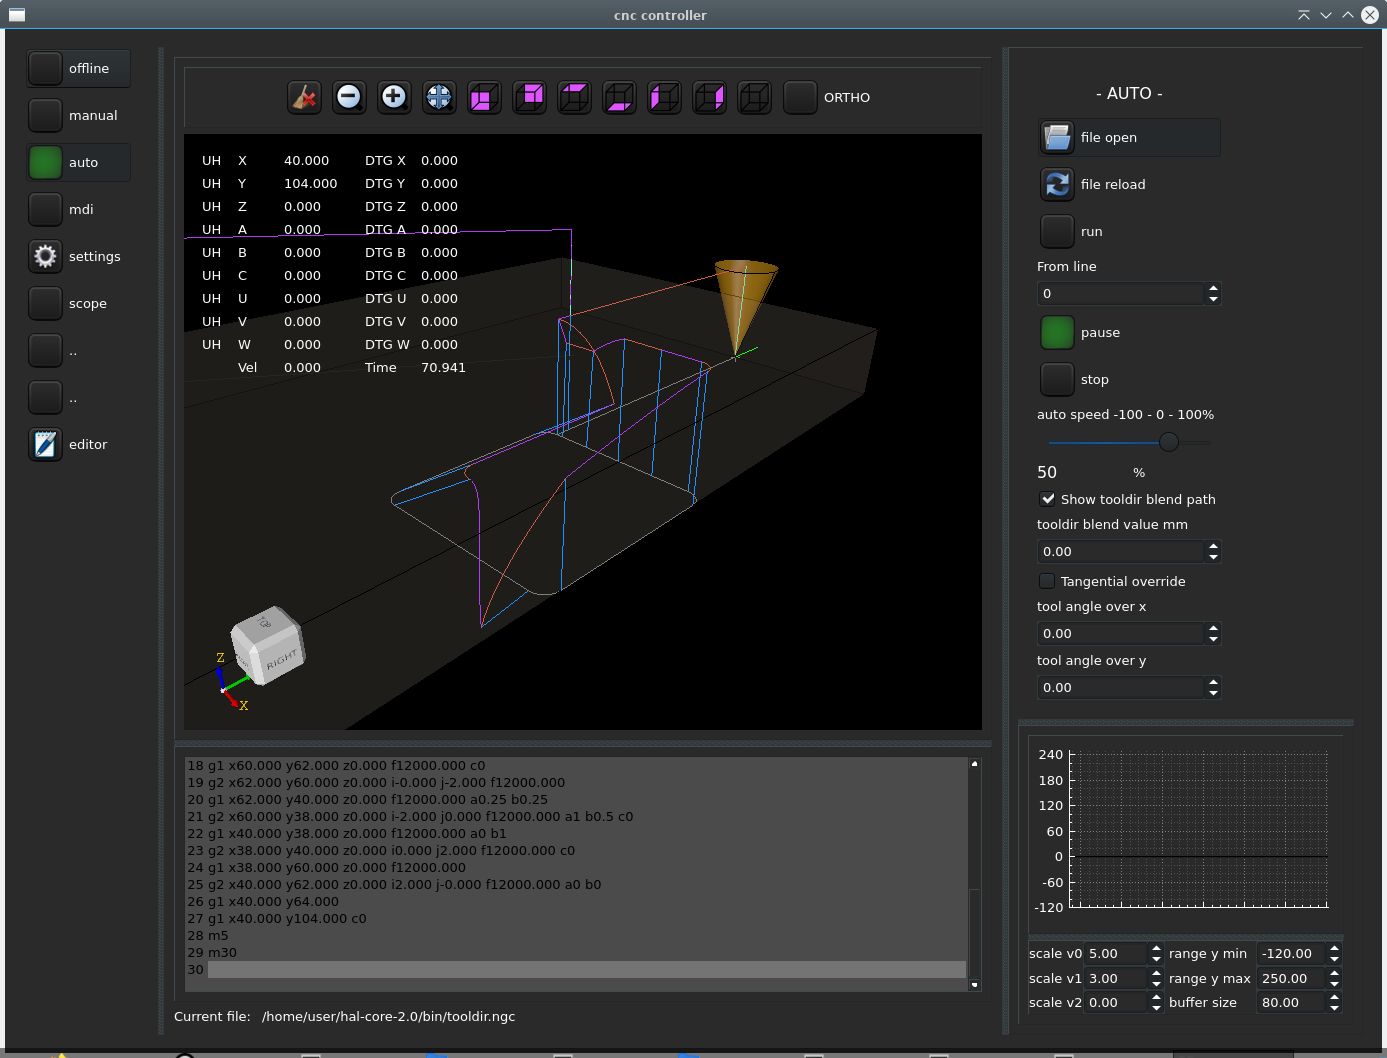 cnc controller
offline
manual
auto
mdi
settings
scope
..
..
editor
ORTHO
UH X 40.000 DTG X 0.000
UH Y 104.000 DTG Y 0.000
UH Z 0.000 DTG Z 0.000
UH A 0.000 DTG A 0.000
UH B 0.000 DTG B 0.000
UH C 0.000 DTG C 0.000
UH U 0.000 DTG U 0.000
UH V 0.000 DTG V 0.000
UH W 0.000 DTG W 0.000
Vel 0.000 Time 70.941
RIGHT
Z
X
18 g1 x60.000 y62.000 z0.000 f12000.000 c0
19 g2 x62.000 y60.000 z0.000 i-0.000 j-2.000 f12000.000
20 g1 x62.000 y40.000 z0.000 f12000.000 a0.25 b0.25
21 g2 x60.000 y38.000 z0.000 i-2.000 j0.000 f12000.000 a1 b0.5 c0
22 g1 x40.000 y38.000 z0.000 f12000.000 a0 b1
23 g2 x38.000 y40.000 z0.000 i0.000 j2.000 f12000.000 c0
24 g1 x38.000 y60.000 z0.000 f12000.000
25 g2 x40.000 y62.000 z0.000 i2.000 j-0.000 f12000.000 a0 b0
26 g1 x40.000 y64.000
27 g1 x40.000 y104.000 c0
28 m5
29 m30
30
Current file: /home/user/hal-core-2.0/bin/tooldir.ngc
- AUTO -
file open
file reload
run
From line
0
pause
stop
auto speed -100 - 0 - 100%
50 %
Show tooldir blend path
tooldir blend value mm
0.00
Tangential override
tool angle over x
0.00
tool angle over y
0.00
240
180
120
60
0
-60
-120
scale v0 5.00 range y min -120.00
scale v1 3.00 range y max 250.00
scale v2 0.00 buffer size 80.00